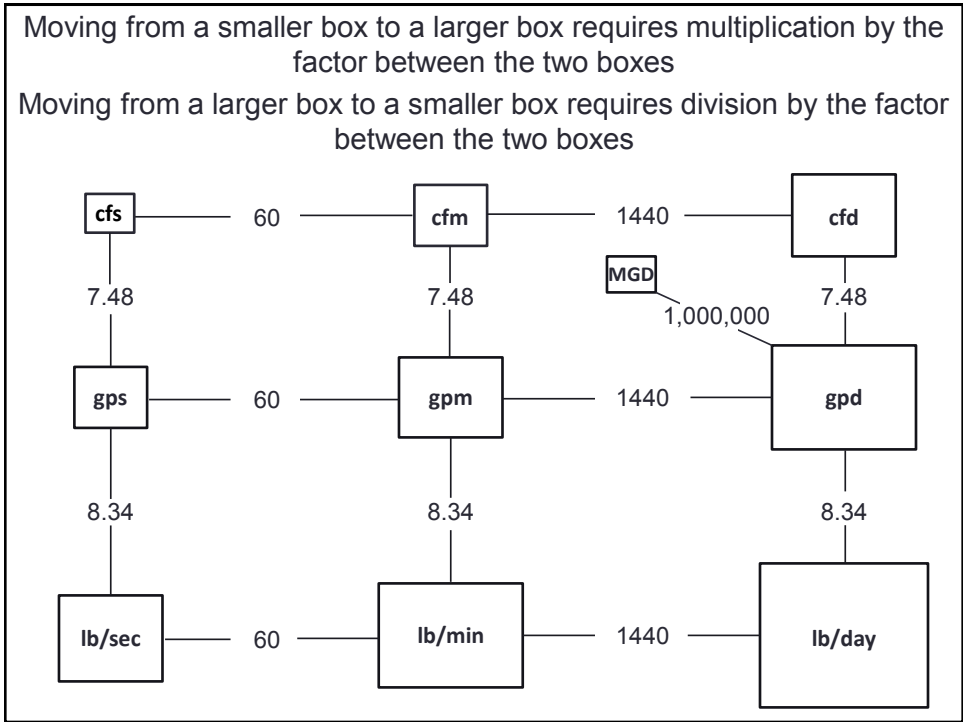 Moving from a smaller box to a larger box requires multiplication by the
factor between the two boxes
Moving from a larger box to a smaller box requires division by the factor
between the two boxes
cfs 60 cfm 1440 cfd
MGD
7.48 7.48 7.48
1,000,000
gps 60 gpm 1440 gpd
8.34 8.34 8.34
lb/sec 60 lb/min 1440 lb/day